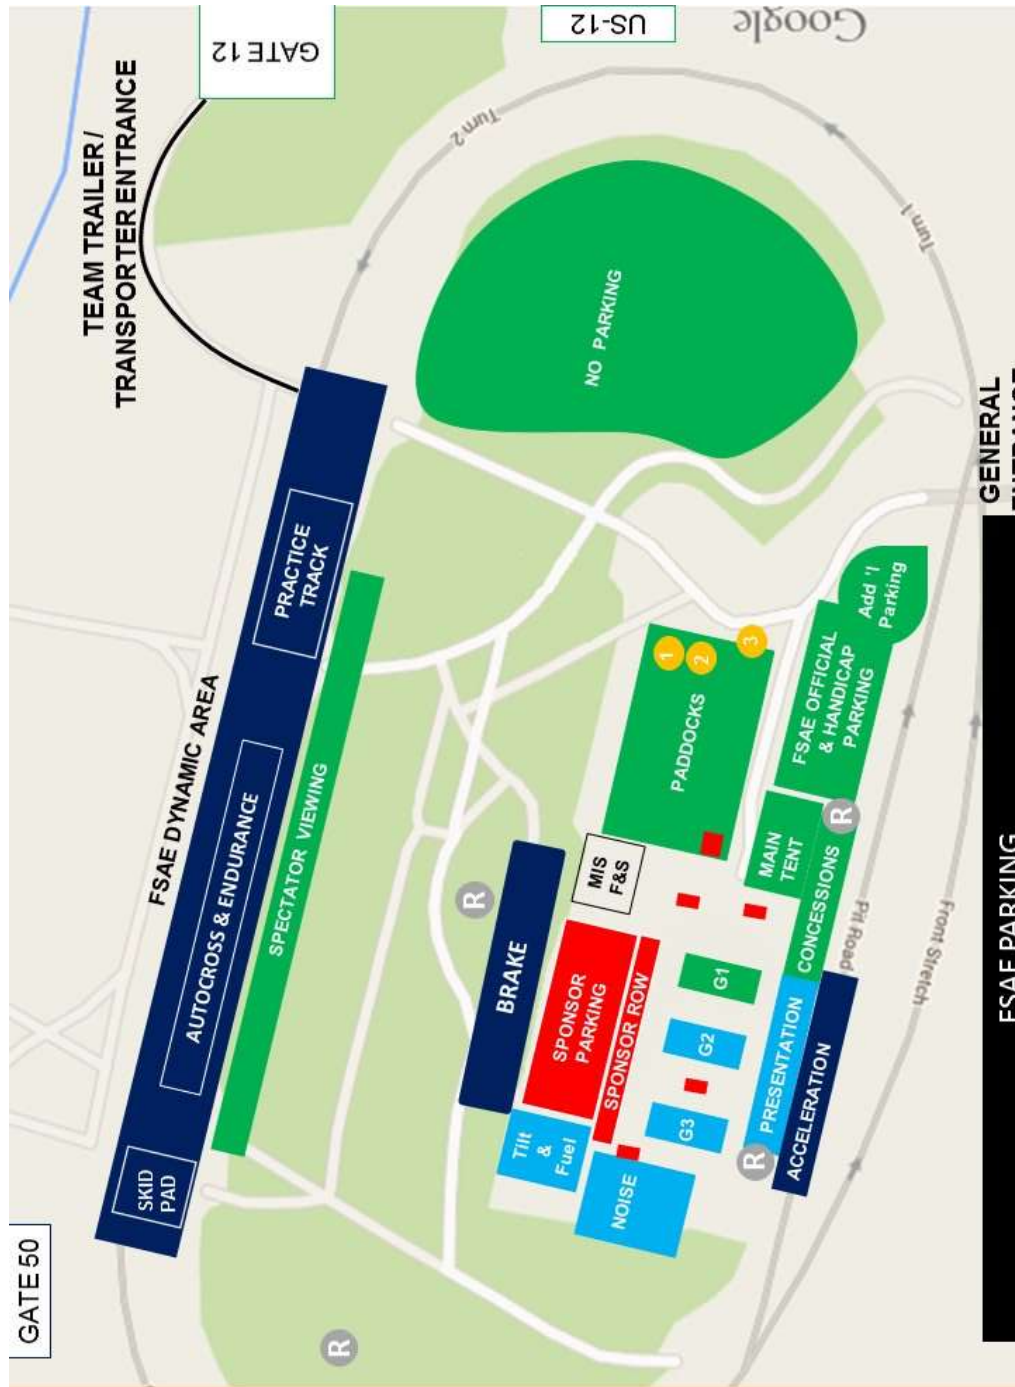 GATE 50
GATE 12
US-12
Google
TEAM TRAILER /
TRANSPORTER ENTRANCE
FSAE DYNAMIC AREA
SKID
PAD
AUTOCROSS & ENDURANCE
PRACTICE
TRACK
SPECTATOR VIEWING
Turn 2
Turn 1
NO PARKING
R
R
BRAKE
Tilt
&
Fuel
SPONSOR
PARKING
SPONSOR ROW
MIS
F&S
PADDOCKS
1
2
3
NOISE
G3
G2
G1
MAIN
TENT
FSAE OFFICIAL
& HANDICAP
PARKING
Add 'l
Parking
R
PRESENTATION
CONCESSIONS
R
ACCELERATION
Pit Road
Front Stretch
GENERAL
ENTRANCE
FSAE PARKING